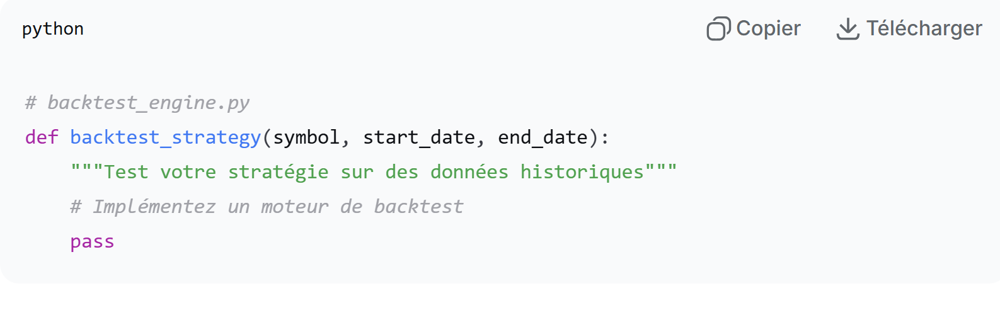 python
Copier
Télécharger
# backtest_engine.py
def backtest_strategy(symbol, start_date, end_date):
    """Test votre stratégie sur des données historiques"""
    # Implémentez un moteur de backtest
    pass